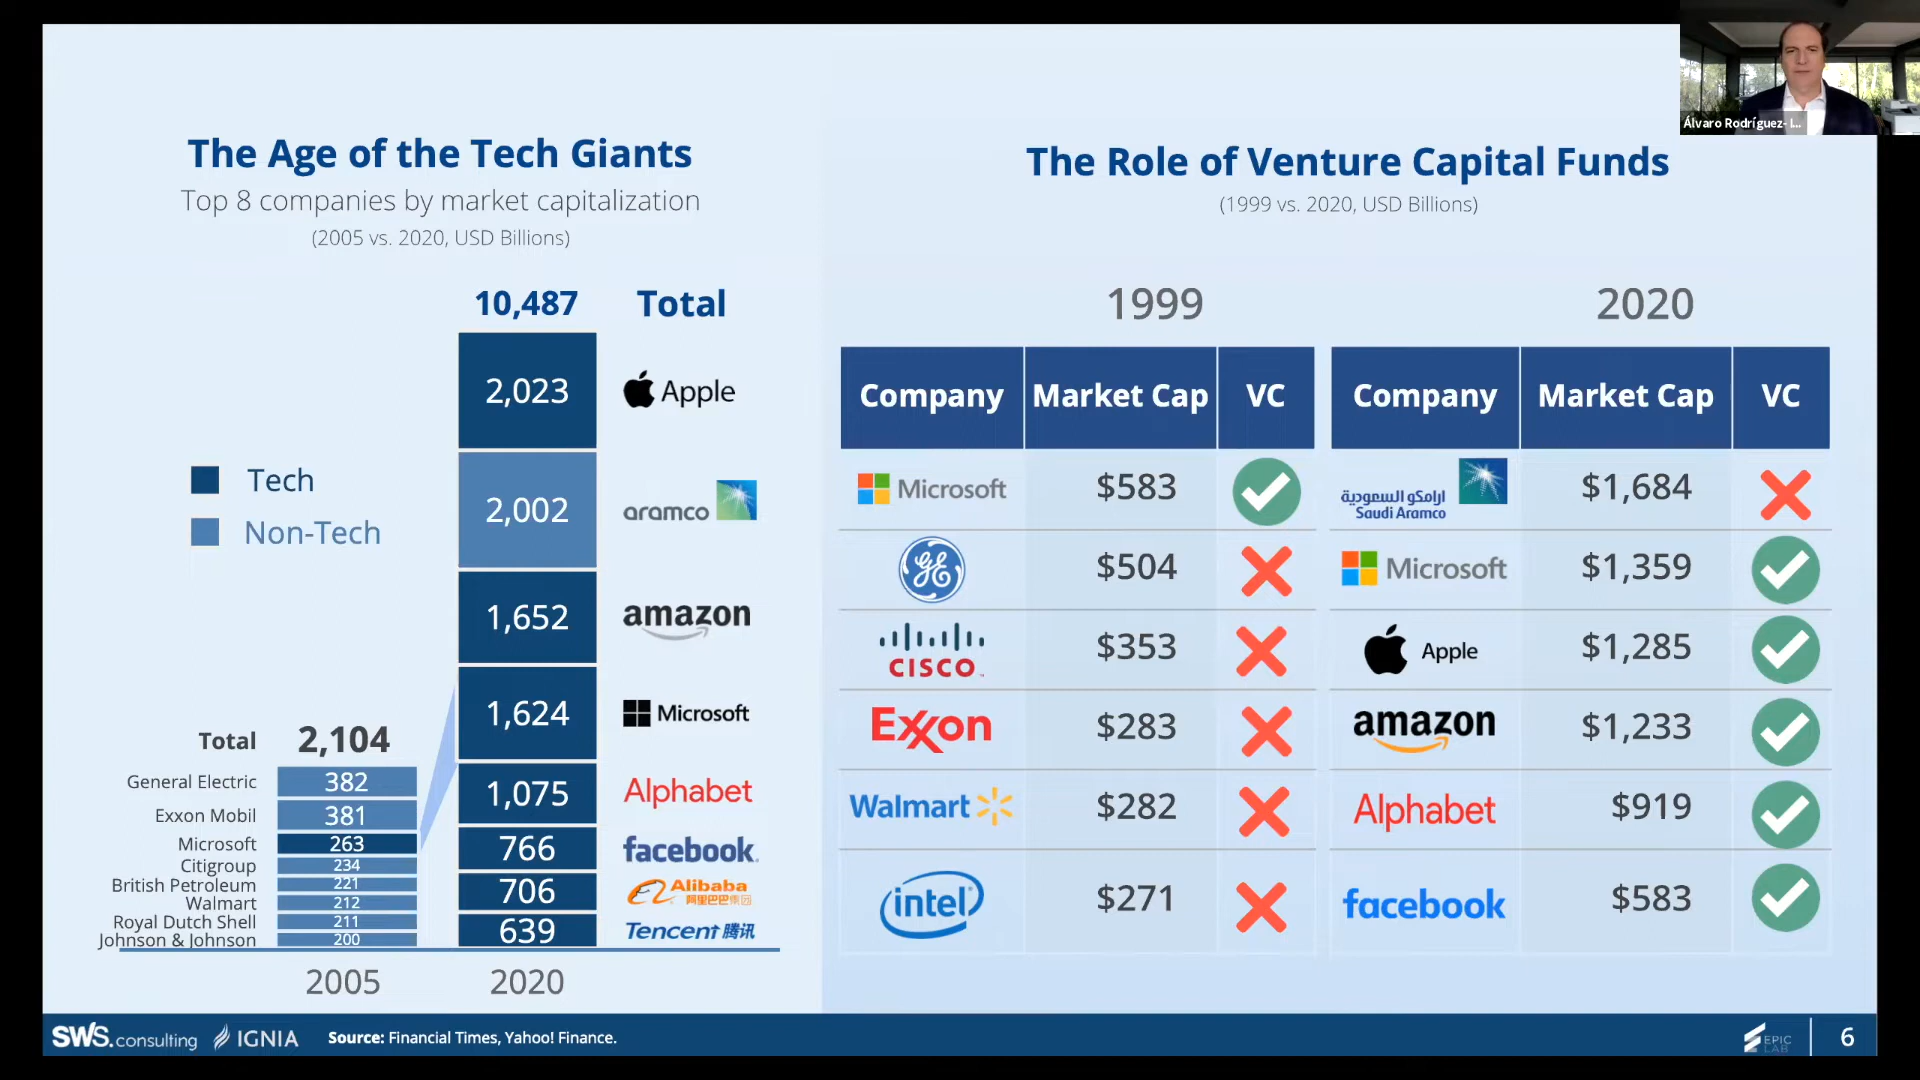 Álvaro Rodríguez- I...
The Age of the Tech Giants
Top 8 companies by market capitalization
(2005 vs. 2020, USD Billions)
10,487 Total
2,023 Apple
Tech
Non-Tech
2,002 aramco
1,652 amazon
1,624 Microsoft
1,075 Alphabet
766 facebook
706 Alibaba
阿里巴巴集团
639 Tencent 腾讯
Total 2,104
General Electric 382
Exxon Mobil 381
Microsoft 263
Citigroup 234
British Petroleum 221
Walmart 212
Royal Dutch Shell 211
Johnson & Johnson 200
2005 2020
The Role of Venture Capital Funds
(1999 vs. 2020, USD Billions)
1999
Company Market Cap VC
Microsoft $583
GE $504
CISCO $353
Exxon $283
Walmart $282
intel $271
2020
Company Market Cap VC
ارامكو السعودية
Saudi Aramco $1,684
Microsoft $1,359
Apple $1,285
amazon $1,233
Alphabet $919
facebook $583
SWS.consulting IGNIA Source: Financial Times, Yahoo! Finance.
EPIC
LAB
6